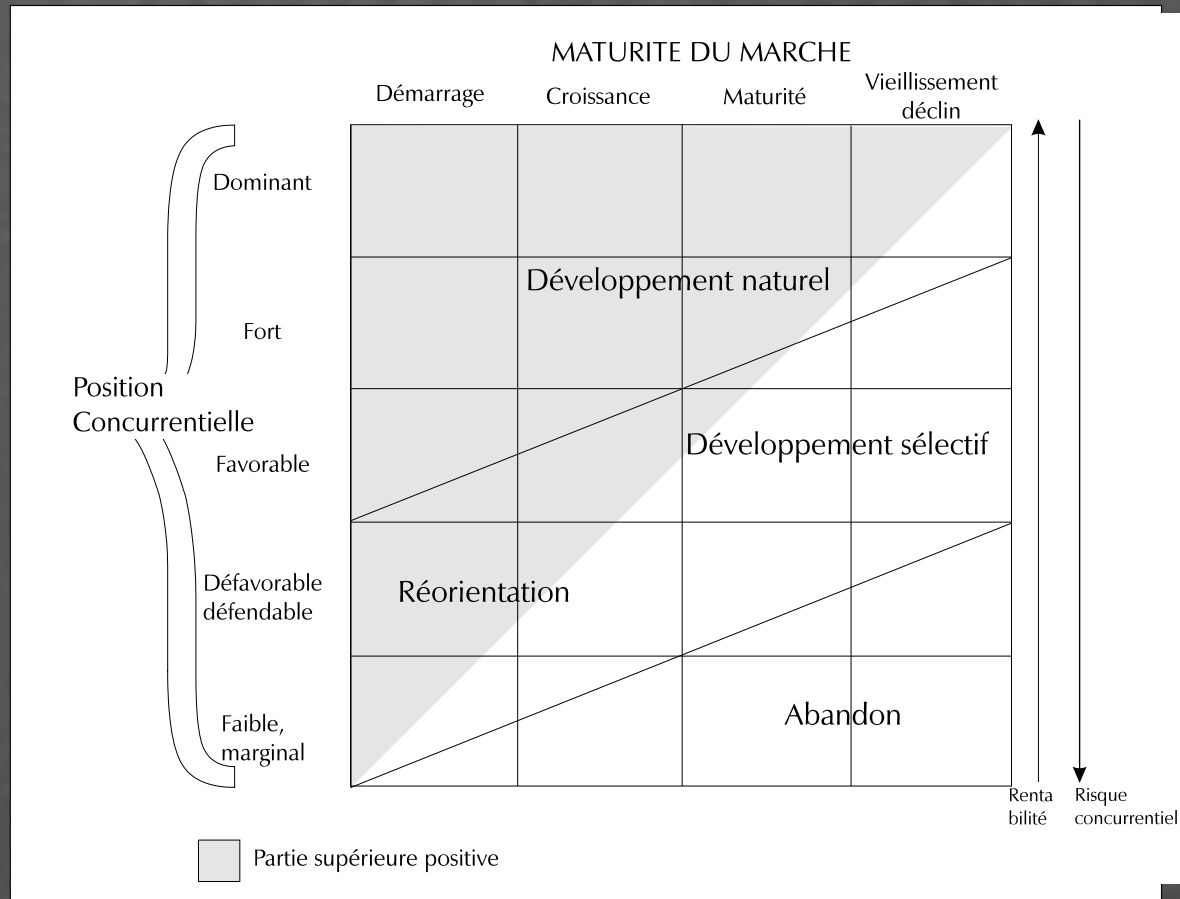 MATURITE DU MARCHE
Démarrage
Croissance
Maturité
Vieillissement
déclin
Dominant
Développement naturel
Fort
Position
Concurrentielle
Favorable
Développement sélectif
Défavorable
défendable
Réorientation
Faible,
marginal
Abandon
Renta
bilité
Risque
concurrentiel
Partie supérieure positive